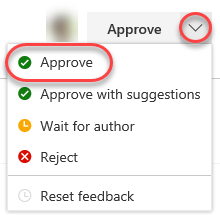 Approve
Approve
Approve with suggestions
Wait for author
Reject
Reset feedback